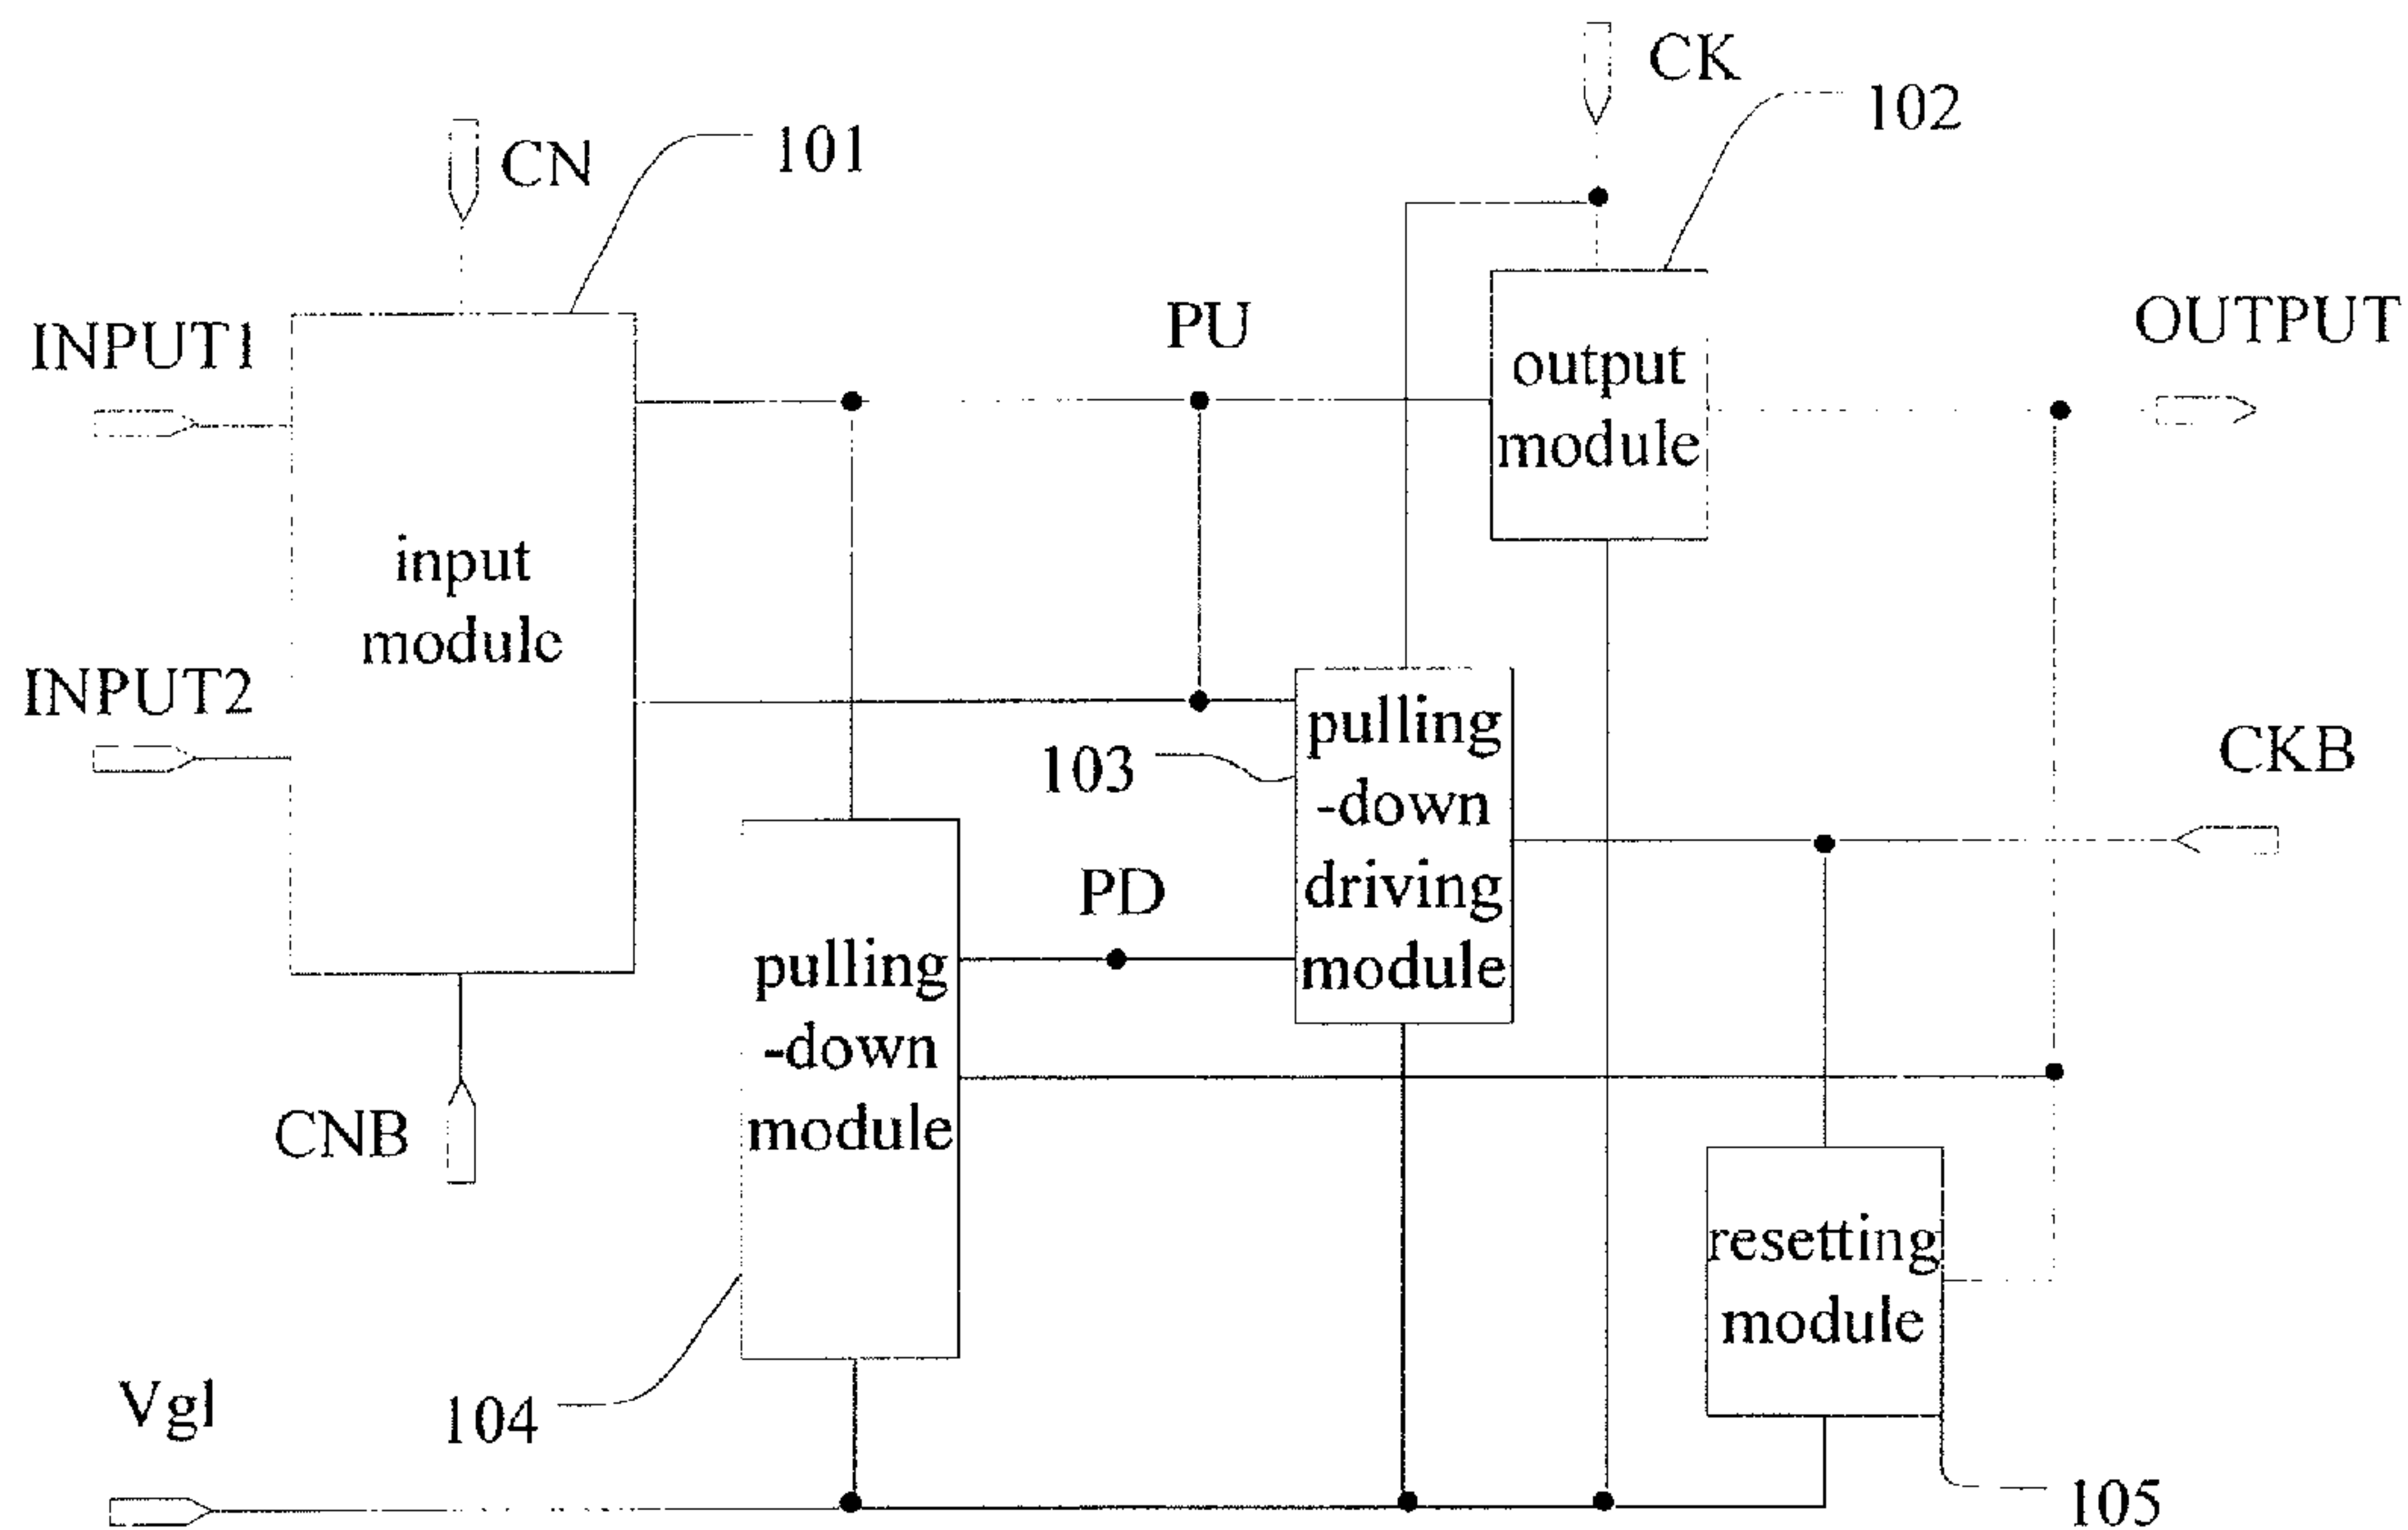 CK
102
CN
101
INPUT1
PU
OUTPUT
output
module
input
module
INPUT2
pulling
-down
driving
module
103
CKB
PD
pulling
-down
module
CNB
resetting
module
Vgl
104
105